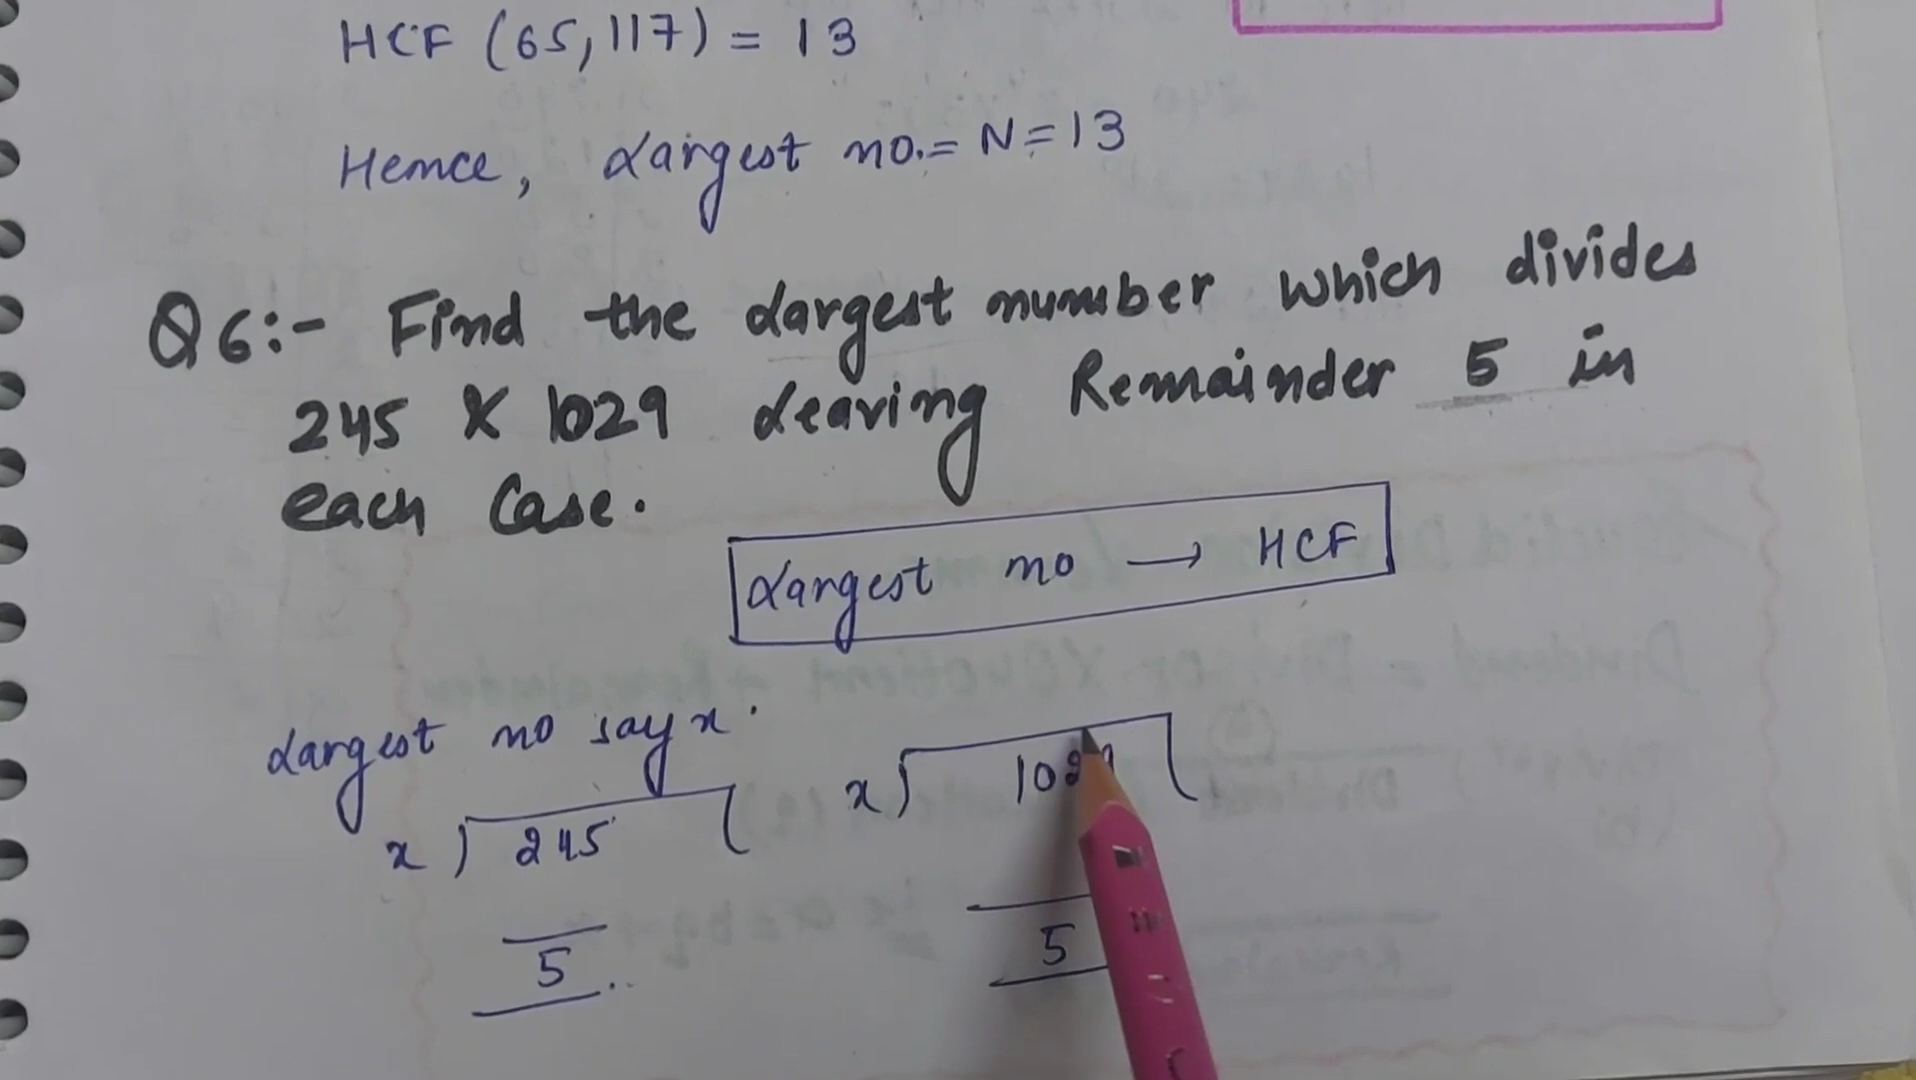 HCF (65,117) = 13
Hence, Largest no.= N=13
Q6:- Find the largest number which divides
245 & 1029 leaving Remainder 5 in
each Case.
Largest no → HCF
Largest no say x.
x) 245
5
x)
5